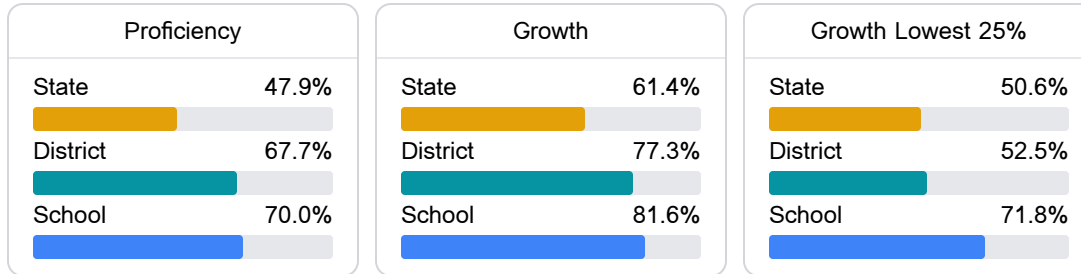 Proficiency
State 47.9%
District 67.7%
School 70.0%
Growth
State 61.4%
District 77.3%
School 81.6%
Growth Lowest 25%
State 50.6%
District 52.5%
School 71.8%